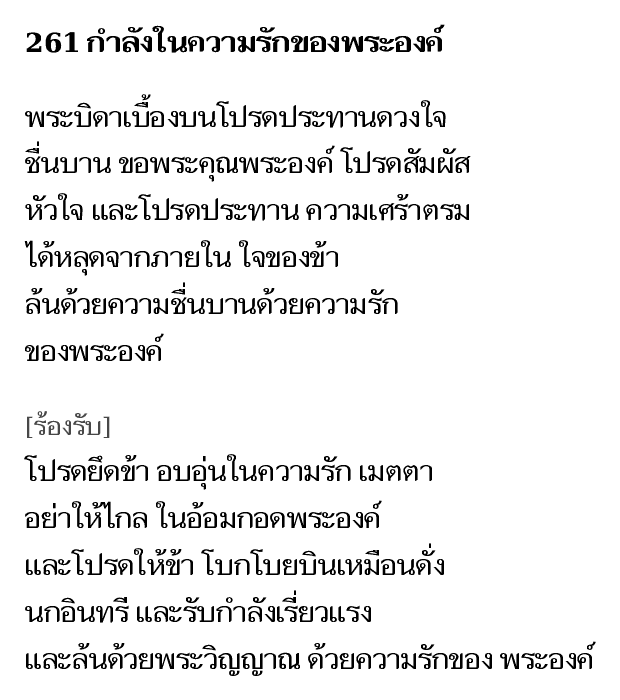 261 กำลังในความรักของพระองค์
พระบิดาเบื้องบนโปรดประทานดวงใจ
ชื่นบาน ขอพระคุณพระองค์ โปรดสัมผัส
หัวใจ และโปรดประทาน ความเศร้าตรม
ได้หลุดจากภายใน ใจของข้า
ล้นด้วยความชื่นบานด้วยความรัก
ของพระองค์
[ร้องรับ]
โปรดยึดข้า อบอุ่นในความรัก เมตตา
อย่าให้ไกล ในอ้อมกอดพระองค์
และโปรดให้ข้า โบกโบยบินเหมือนดั่ง
นกอินทรี และรับกำลังเรี่ยวแรง
และล้นด้วยพระวิญญาณ ด้วยความรักของ พระองค์